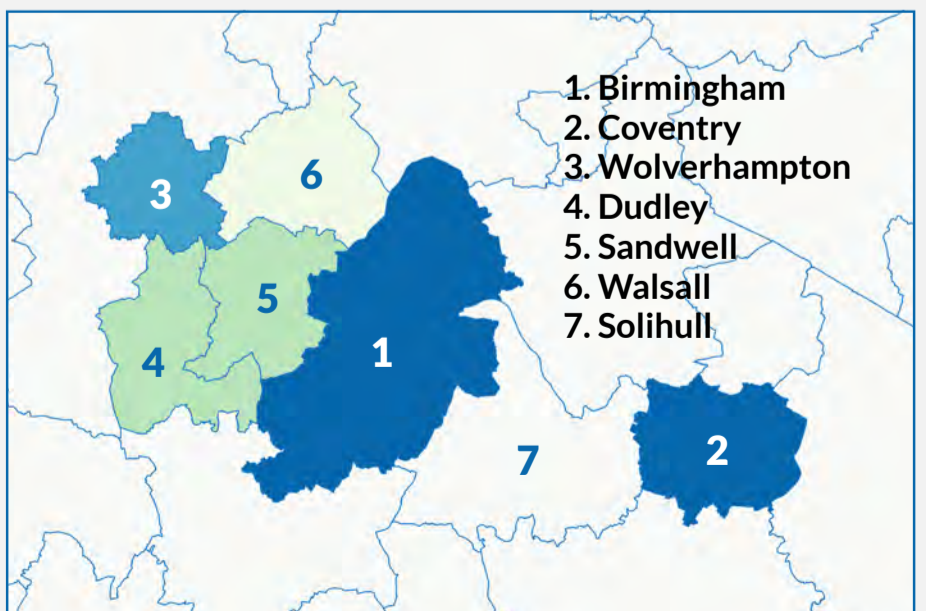 1. Birmingham
2. Coventry
3. Wolverhampton
4. Dudley
5. Sandwell
6. Walsall
7. Solihull
3
6
5
1
4
7
2